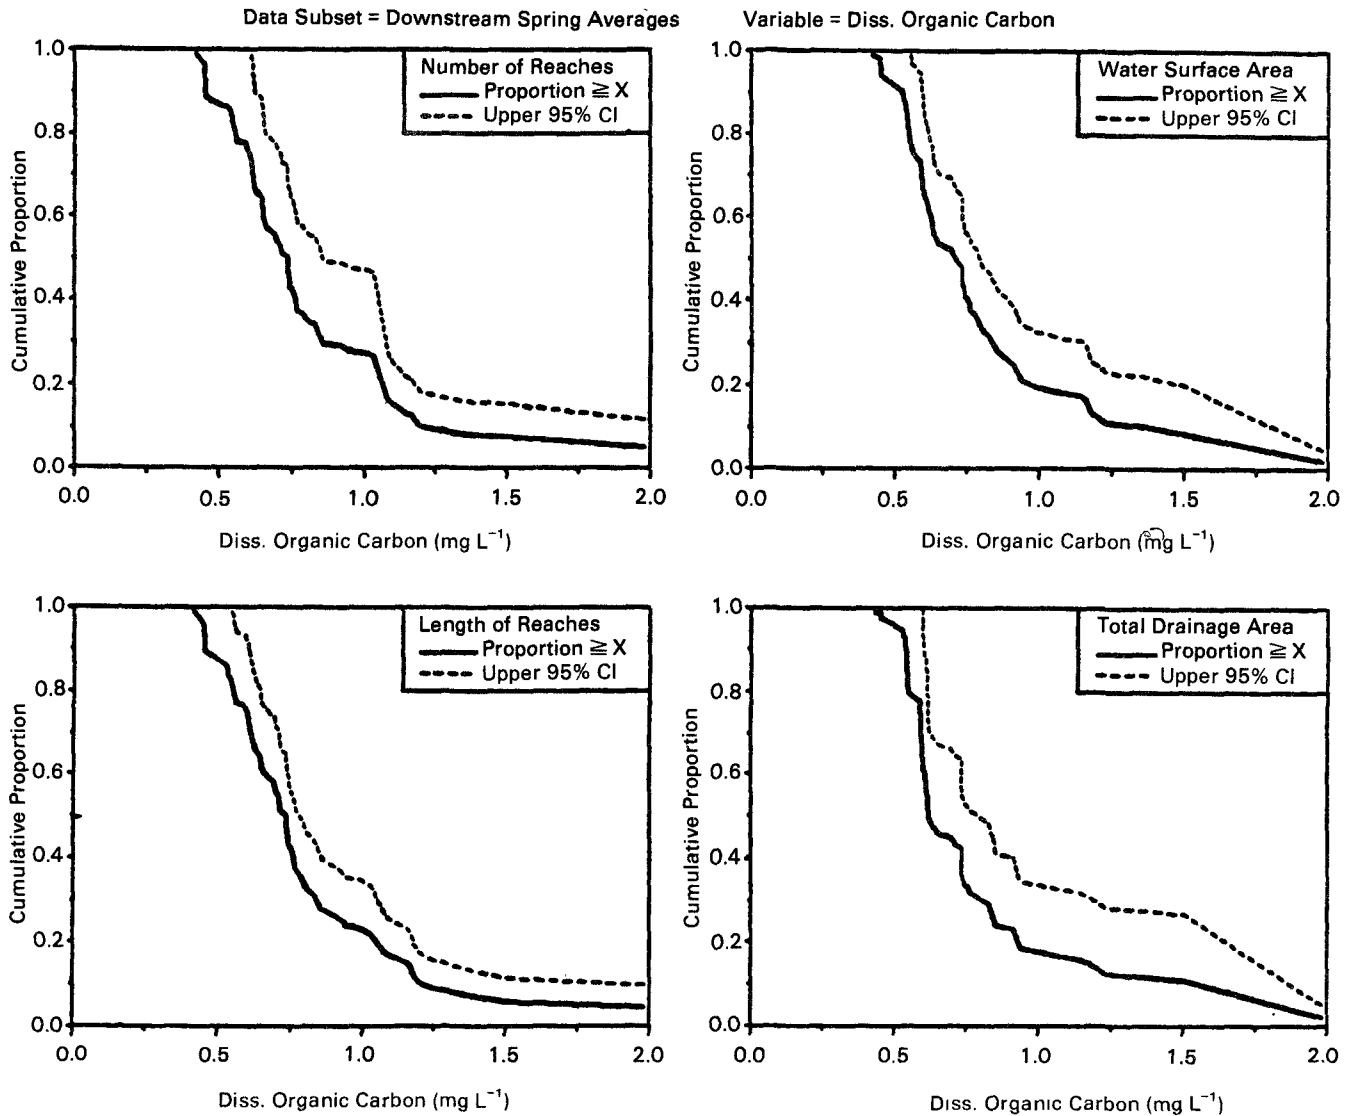 Data Subset = Downstream Spring Averages Variable = Diss. Organic Carbon
Number of Reaches
Proportion ≧ X
Upper 95% CI
Cumulative Proportion
1.0
0.8
0.6
0.4
0.2
0.0
0.0 0.5 1.0 1.5 2.0
Diss. Organic Carbon (mg L⁻¹)
Water Surface Area
Proportion ≧ X
Upper 95% CI
Cumulative Proportion
1.0
0.8
0.6
0.4
0.2
0.0
0.0 0.5 1.0 1.5 2.0
Diss. Organic Carbon (mg L⁻¹)
Length of Reaches
Proportion ≧ X
Upper 95% CI
Cumulative Proportion
1.0
0.8
0.6
0.4
0.2
0.0
0.0 0.5 1.0 1.5 2.0
Diss. Organic Carbon (mg L⁻¹)
Total Drainage Area
Proportion ≧ X
Upper 95% CI
Cumulative Proportion
1.0
0.8
0.6
0.4
0.2
0.0
0.0 0.5 1.0 1.5 2.0
Diss. Organic Carbon (mg L⁻¹)